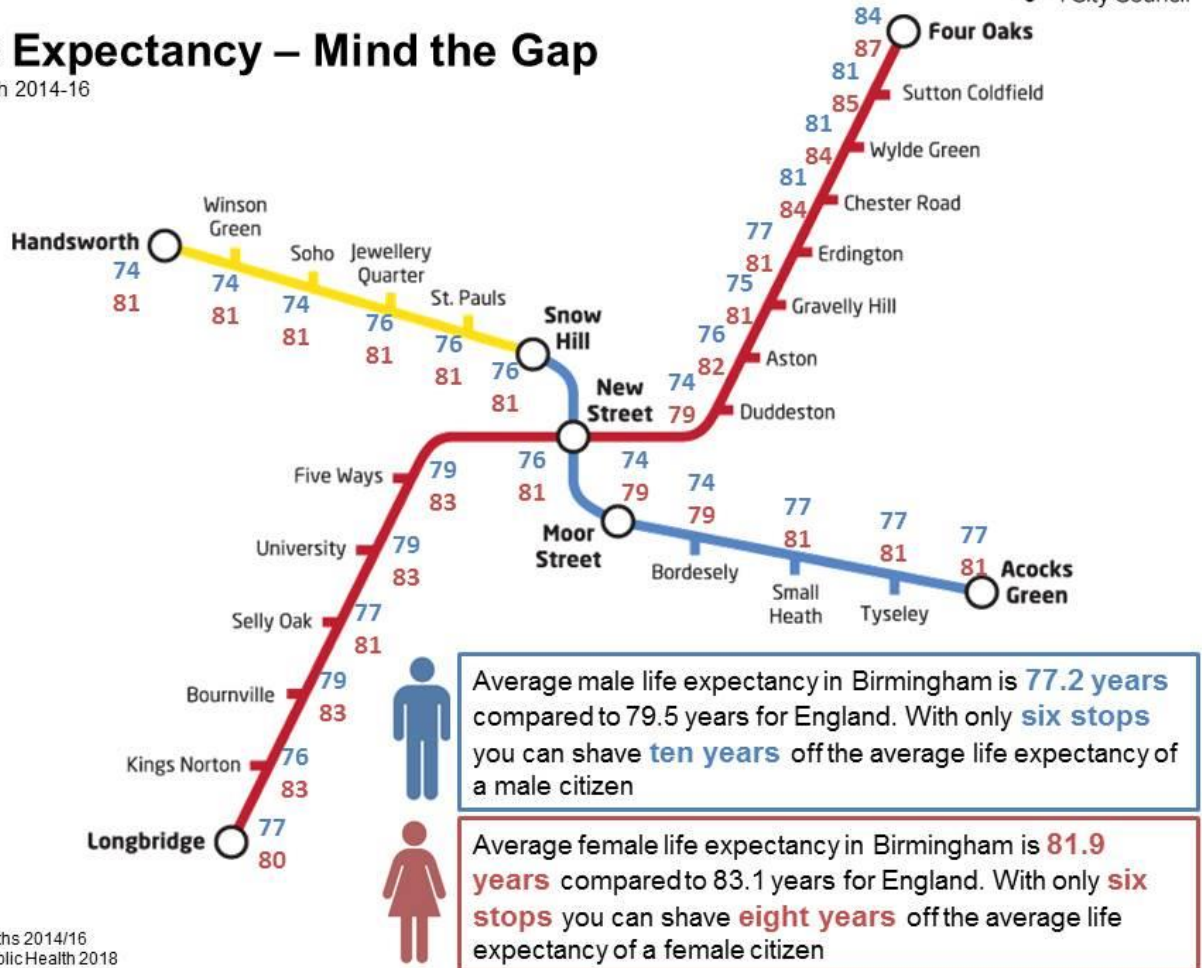 City Council
Expectancy – Mind the Gap
2014-16
84
87
Four Oaks
81
85
Sutton Coldfield
81
84
Wylde Green
81
84
Chester Road
77
81
Erdington
75
81
Gravelly Hill
76
82
Aston
74
79
Duddeston
Handsworth
74
81
Winson
Green
74
81
Soho
74
81
Jewellery
Quarter
76
81
St. Pauls
76
81
Snow
Hill
76
81
New
Street
76
81
Moor
Street
74
79
Bordesely
74
79
Small
Heath
77
81
Tyseley
77
81
Acocks
Green
77
81
Five Ways
79
83
University
79
83
Selly Oak
77
81
Bournville
79
83
Kings Norton
76
83
Longbridge
77
80
Average male life expectancy in Birmingham is 77.2 years
compared to 79.5 years for England. With only six stops
you can shave ten years off the average life expectancy of
a male citizen
Average female life expectancy in Birmingham is 81.9
years compared to 83.1 years for England. With only six
stops you can shave eight years off the average life
expectancy of a female citizen
2014/16
Health 2018